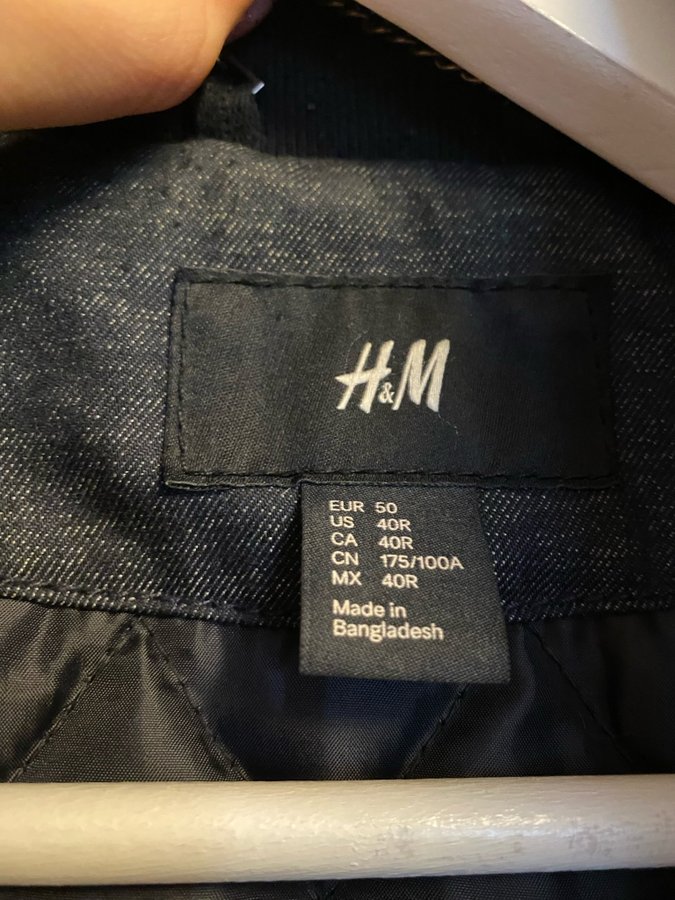 H&M
EUR 50
US 40R
CA 40R
CN 175/100A
MX 40R
Made in
Bangladesh